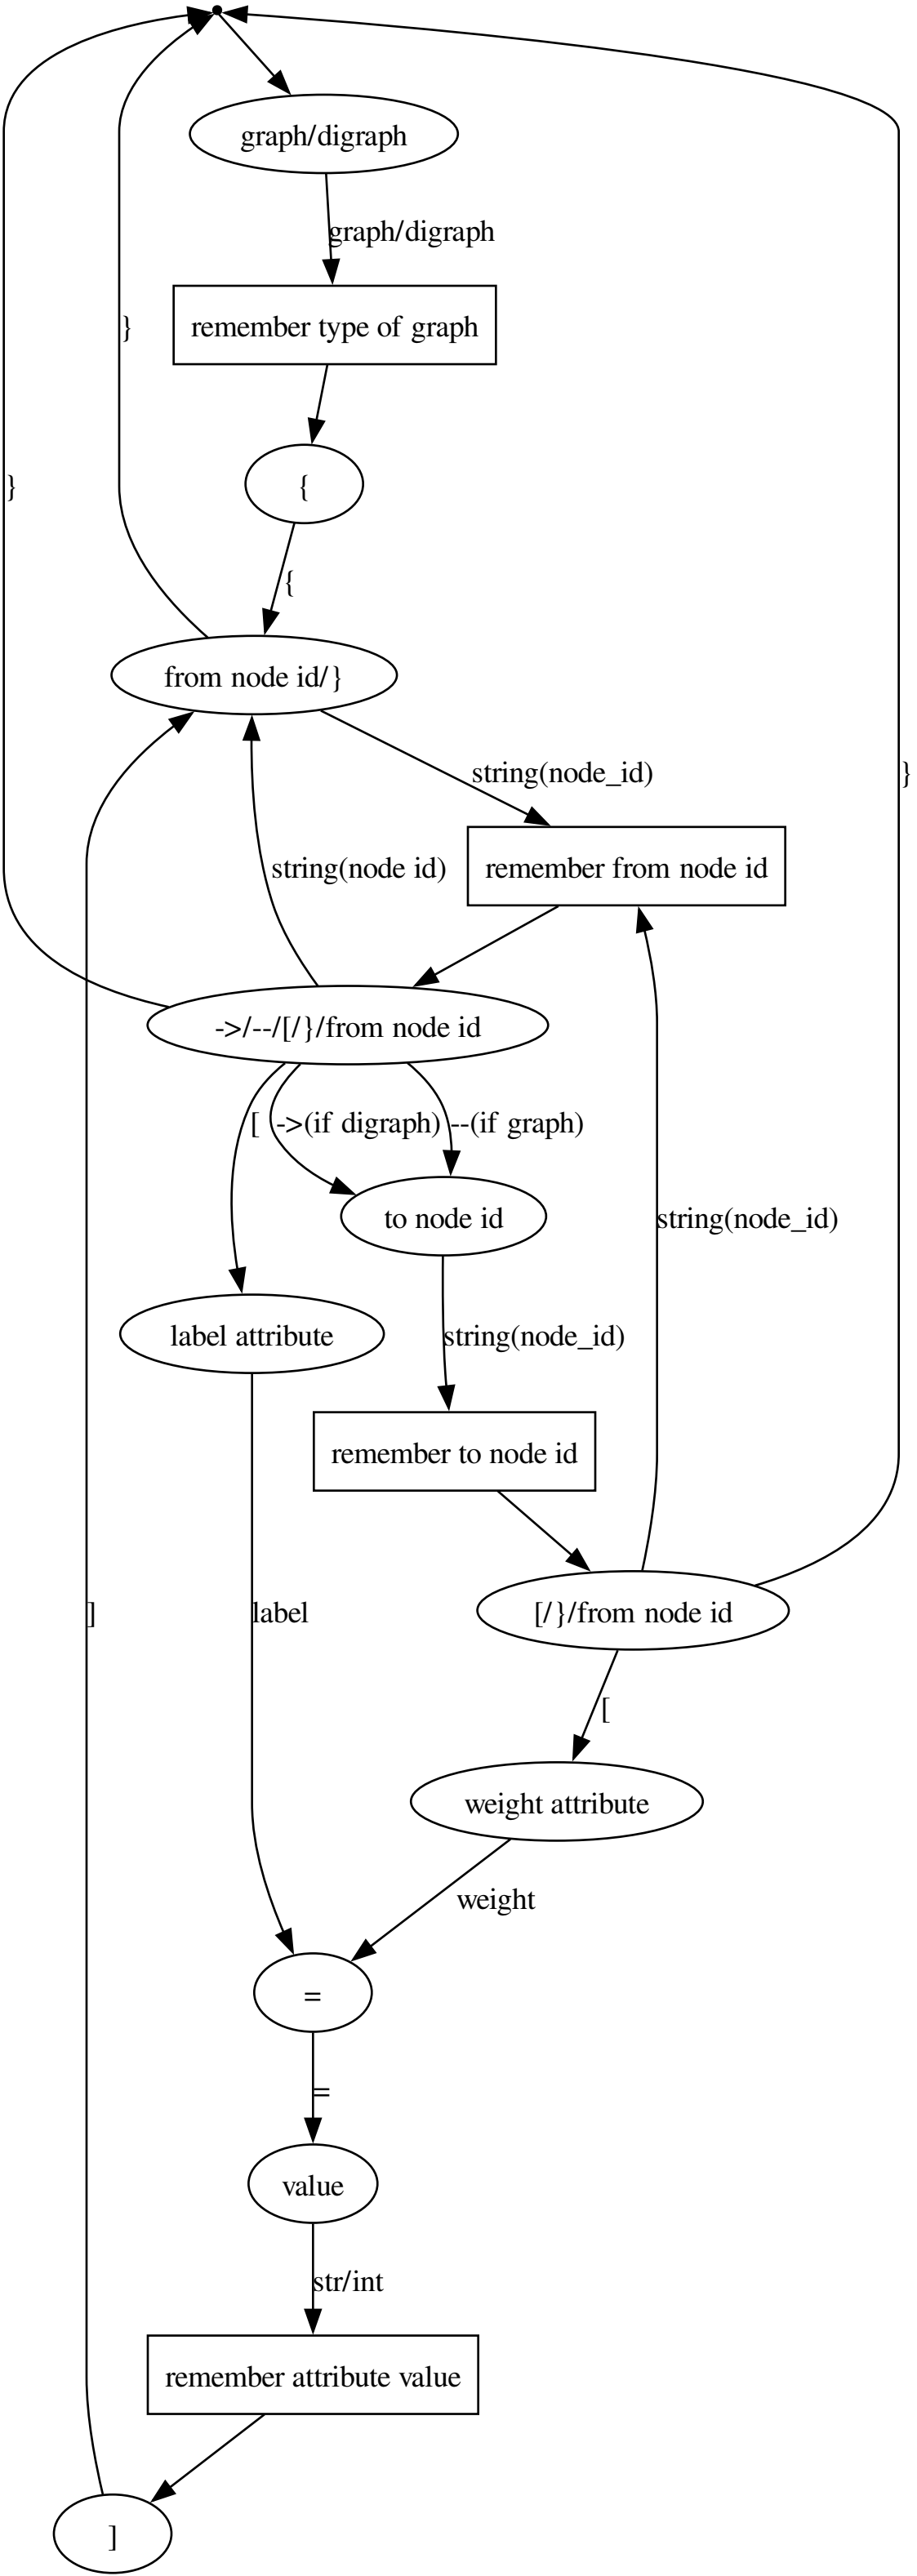 graph/digraph
graph/digraph
}
remember type of graph
}
{
{
from node id/}
string(node_id)
}
string(node id)
remember from node id
->/--/[/}/from node id
[
->(if digraph)
--(if graph)
to node id
string(node_id)
label attribute
string(node_id)
remember to node id
]
label
[/}/from node id
[
weight attribute
weight
=
=
value
str/int
remember attribute value
]